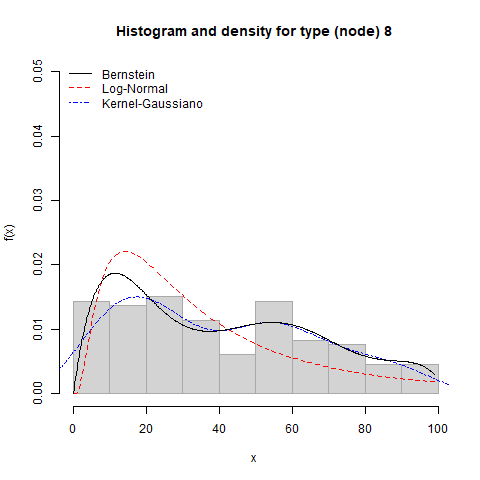 Histogram and density for type (node) 8
Bernstein
Log-Normal
Kernel-Gaussiano
f(x)
0.05
0.04
0.03
0.02
0.01
0.00
0 20 40 60 80 100
x